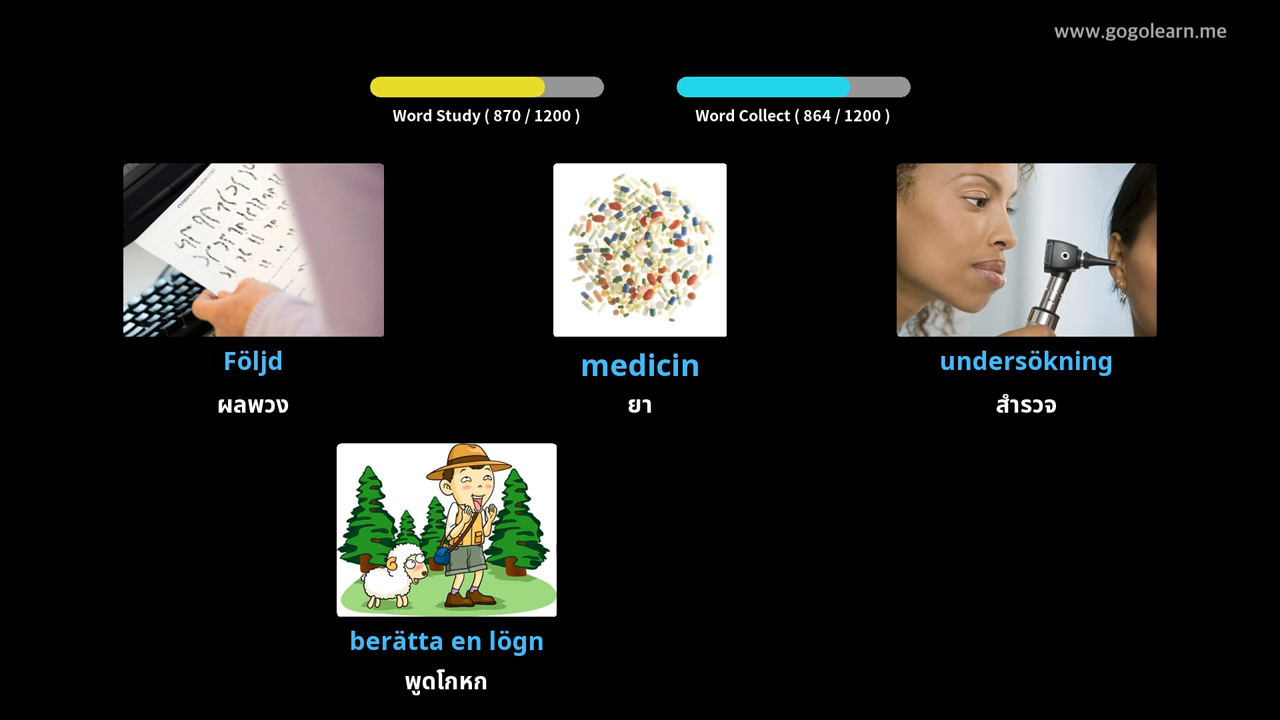 www.gogolearn.me
Word Study ( 870 / 1200 )
Word Collect ( 864 / 1200 )
Följd
ผลพวง
medicin
ยา
undersökning
สำรวจ
berätta en lögn
พูดโกหก